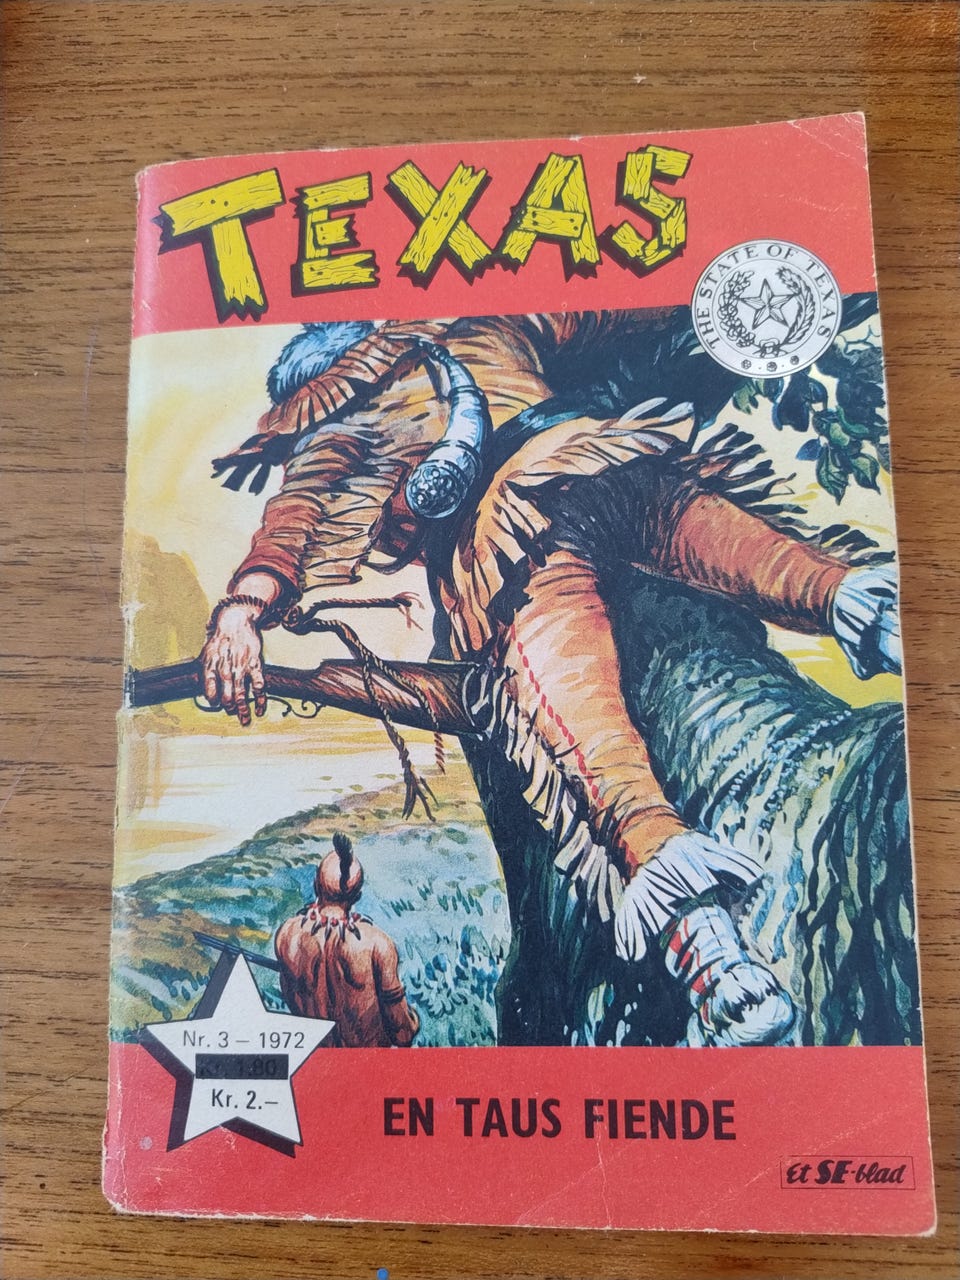 TEXAS
THE STATE OF TEXAS
Nr. 3 – 1972
Kr. 1.80
Kr. 2.–
EN TAUS FIENDE
Et SE-blad